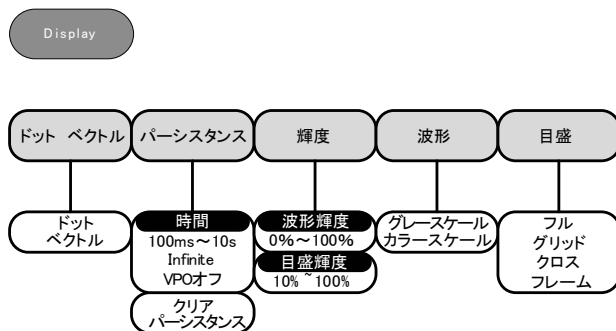 Display
ドット ベクトル
パーシスタンス
輝度
波形
目盛
ドット
ベクトル
時間
100ms～10s
Infinite
VPOオフ
クリア
パーシスタンス
波形輝度
0%～100%
目盛輝度
10%~100%
グレースケール
カラースケール
フル
グリッド
クロス
フレーム